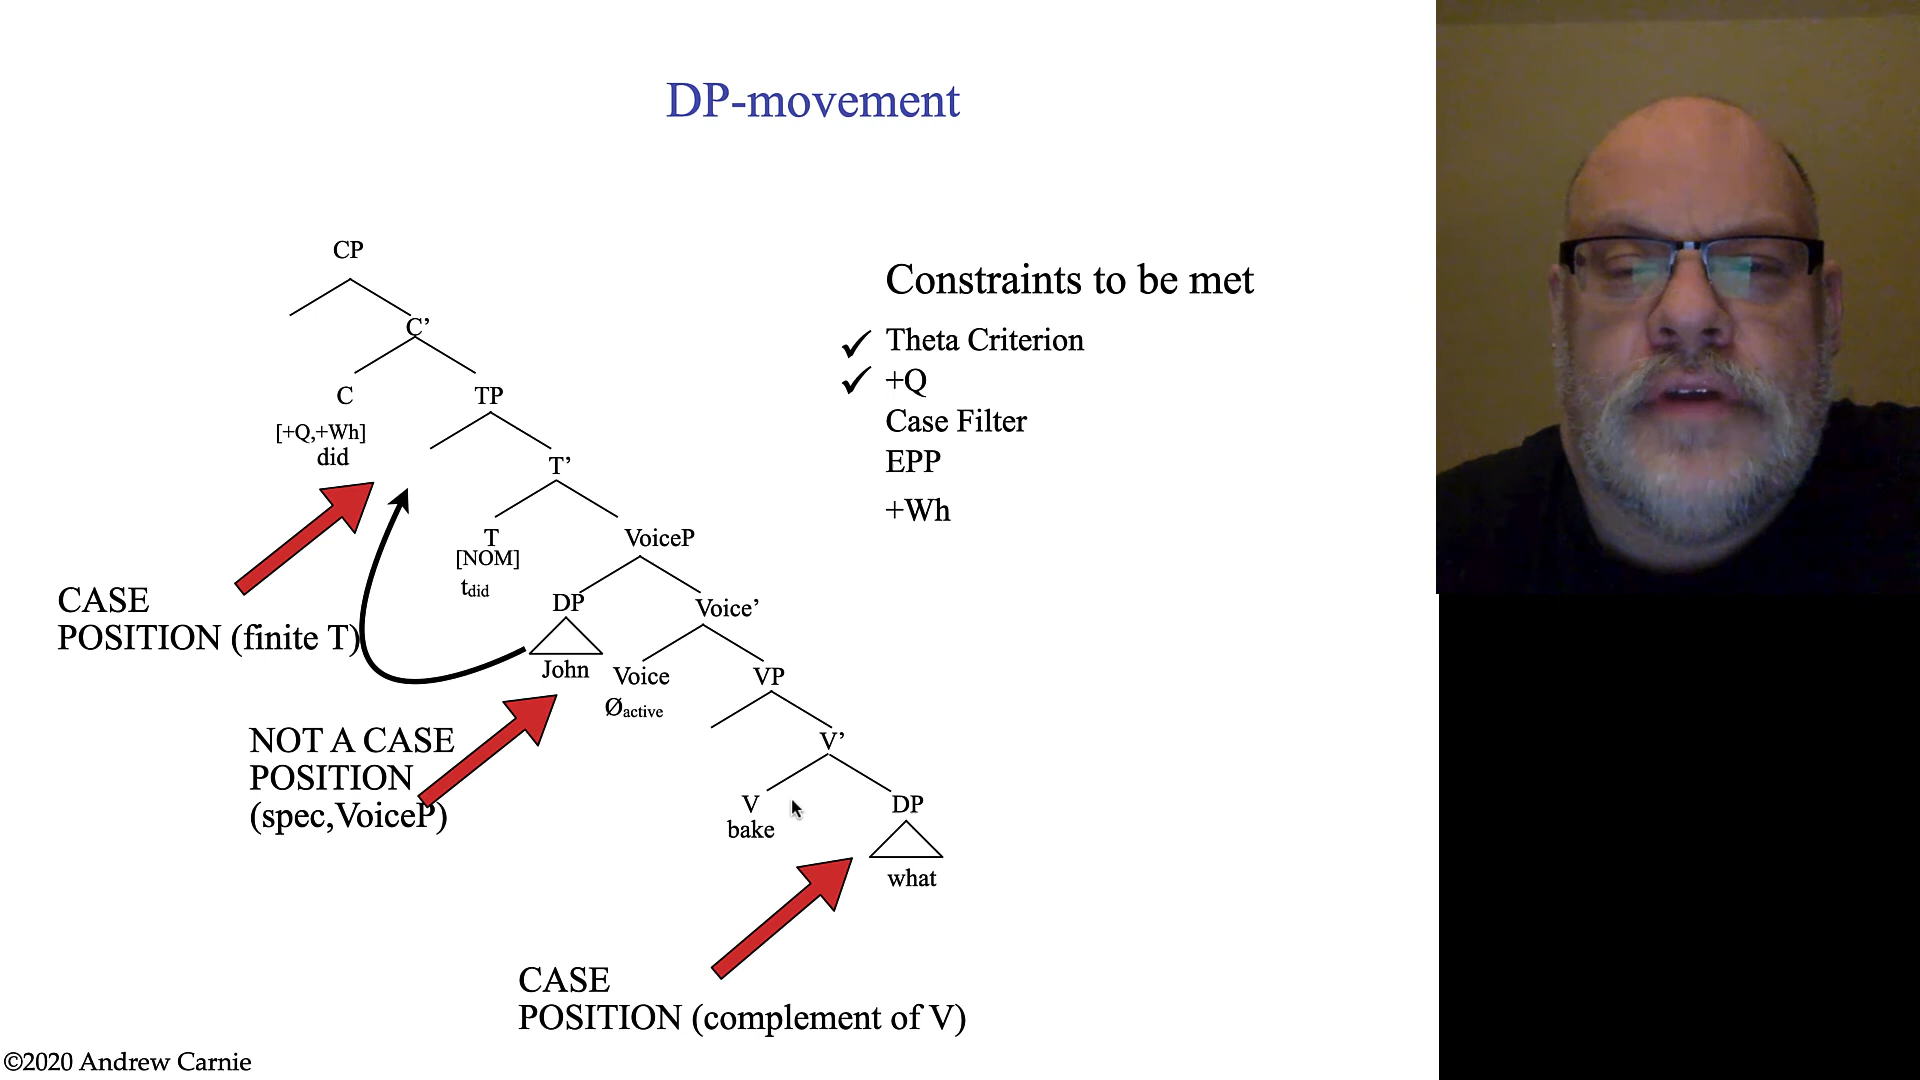 DP-movement
CP
C’
C
TP
[+Q,+Wh]
did
T’
T
VoiceP
[NOM]
tdid
DP
Voice’
John
Voice
VP
Øactive
V’
V
DP
bake
what
CASE
POSITION (finite T)
NOT A CASE
POSITION
(spec,VoiceP)
CASE
POSITION (complement of V)
Constraints to be met
✓ Theta Criterion
✓ +Q
Case Filter
EPP
+Wh
©2020 Andrew Carnie